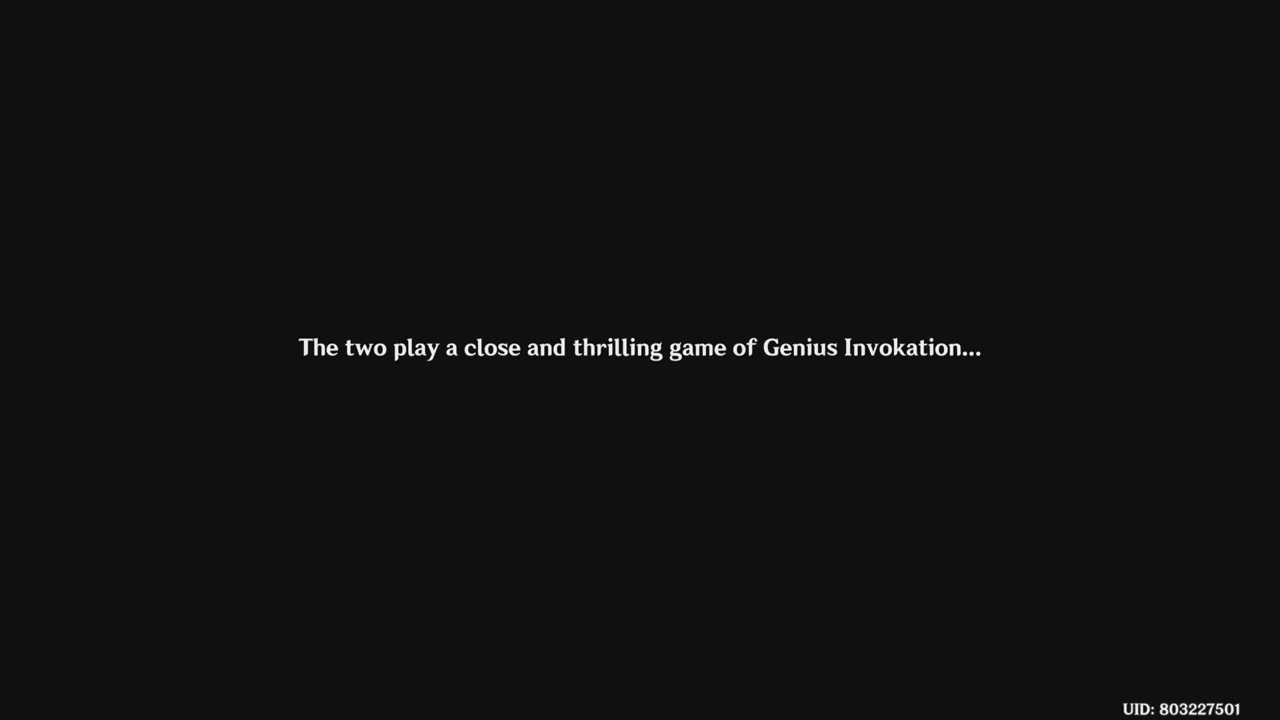 The two play a close and thrilling game of Genius Invokation...
UID: 803227501